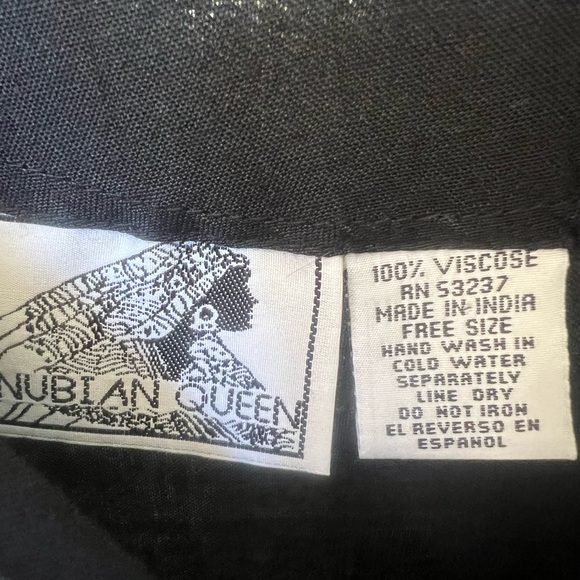 NUBIAN QUEEN
100% VISCOSE
RN 53237
MADE IN INDIA
FREE SIZE
HAND WASH IN
COLD WATER
SEPARATELY
LINE DRY
DO NOT IRON
EL REVERSO EN
ESPANOL